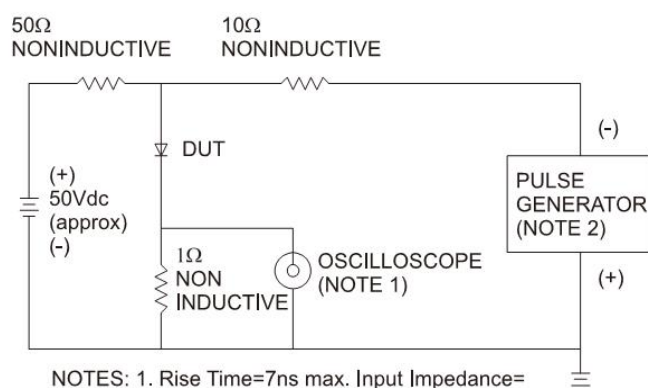 50Ω
NONINDUCTIVE
10Ω
NONINDUCTIVE
DUT
(+)
50Vdc
(approx)
(-)
1Ω
NON
INDUCTIVE
OSCILLOSCOPE
(NOTE 1)
(-)
PULSE
GENERATOR
(NOTE 2)
(+)
NOTES: 1. Rise Time=7ns max. Input Impedance=